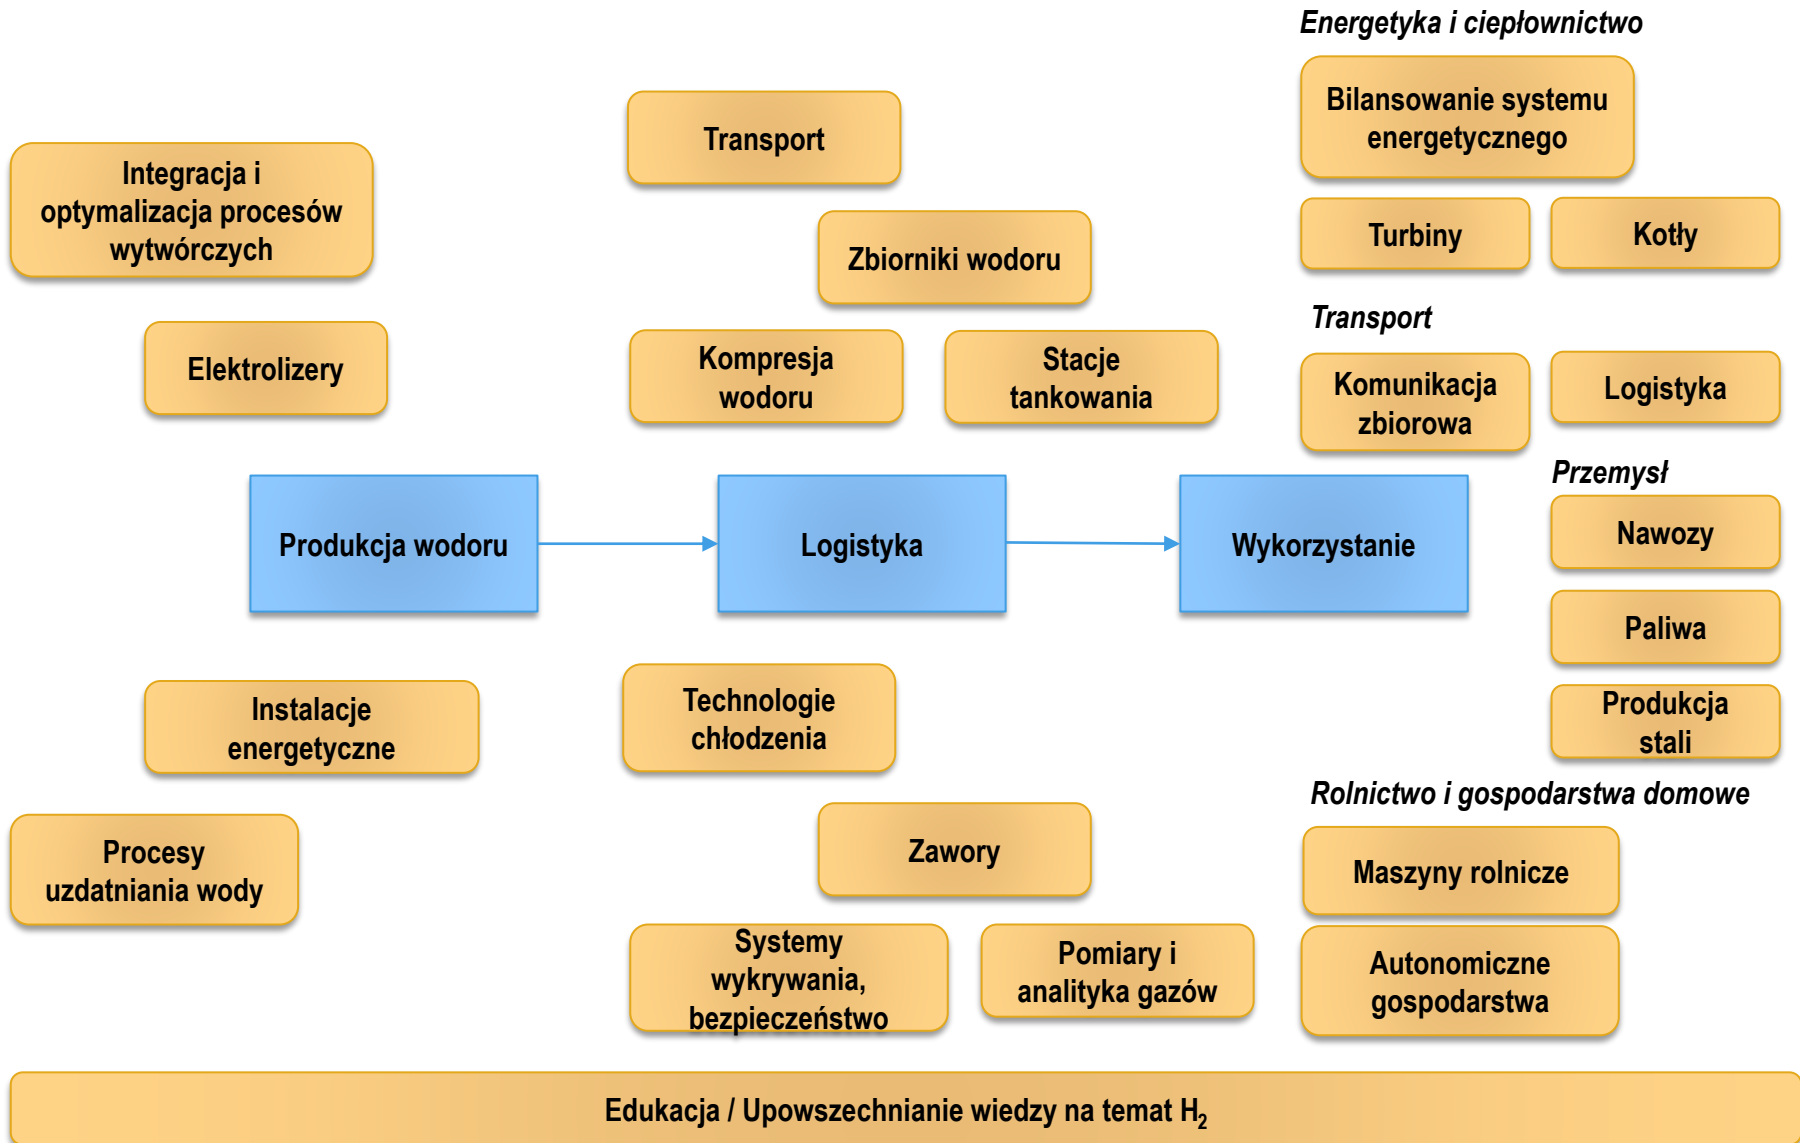 Energetyka i ciepłownictwo
Bilansowanie systemu
energetycznego
Transport
Integracja i
optymalizacja procesów
wytwórczych
Turbiny
Kotły
Zbiorniki wodoru
Transport
Elektrolizery
Kompresja
wodoru
Stacje
tankowania
Komunikacja
zbiorowa
Logistyka
Przemysł
Produkcja wodoru
Logistyka
Wykorzystanie
Nawozy
Paliwa
Instalacje
energetyczne
Technologie
chłodzenia
Produkcja
stali
Rolnictwo i gospodarstwa domowe
Procesy
uzdatniania wody
Zawory
Maszyny rolnicze
Systemy
wykrywania,
bezpieczeństwo
Pomiary i
analityka gazów
Autonomiczne
gospodarstwa
Edukacja / Upowszechnianie wiedzy na temat H₂